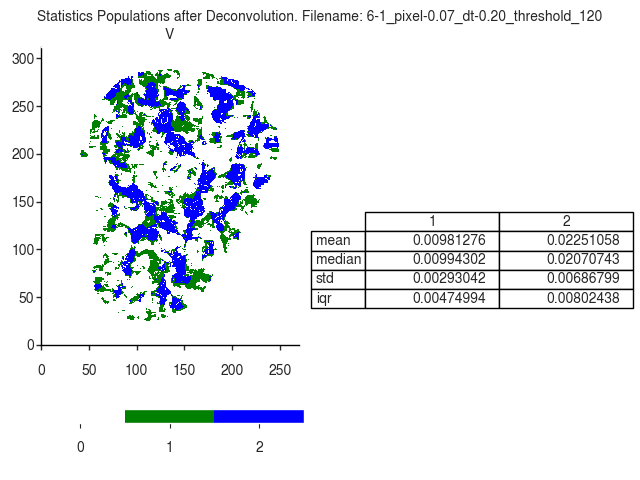 Statistics Populations after Deconvolution. Filename: 6-1_pixel-0.07_dt-0.20_threshold_120
V
300
250
200
150
100
50
0
0 50 100 150 200 250
1 2
mean 0.00981276 0.02251058
median 0.00994302 0.02070743
std 0.00293042 0.00686799
iqr 0.00474994 0.00802438
0 1 2